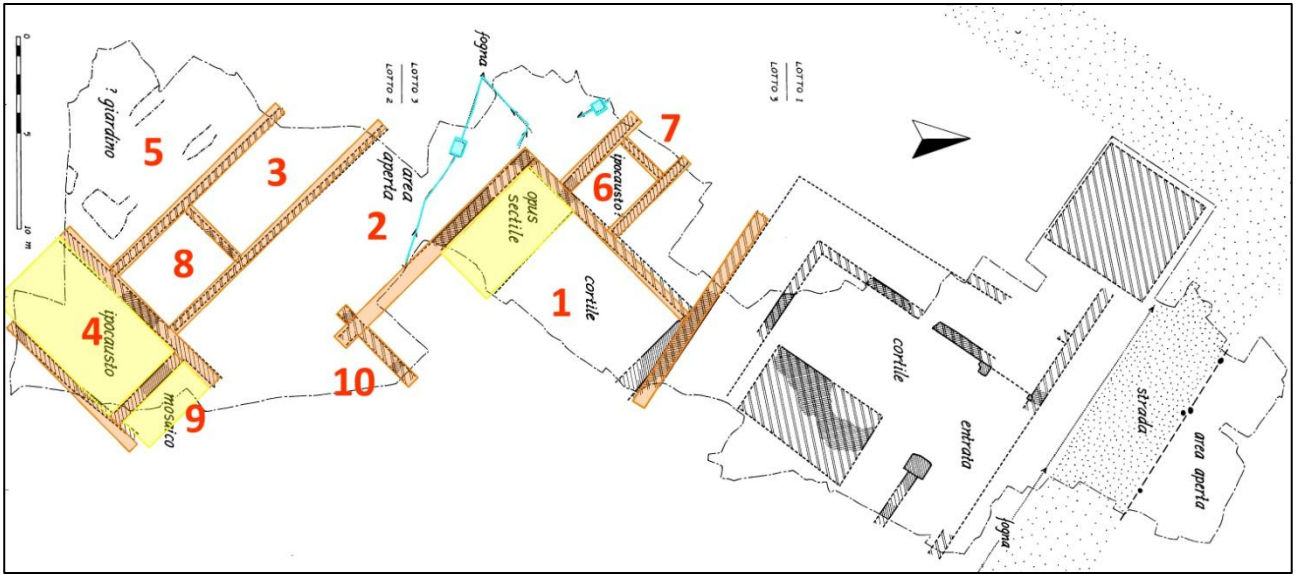 0
5
10 m
? giardino
5
3
8
4
ipocausto
9
mosaico
LOTTO 3
LOTTO 2
area
aperta
2
fogna
10
opus
sectile
1
cortile
6
ipocausto?
7
LOTTO 1
LOTTO 3
cortile
entrata
strada
area aperta
fogna